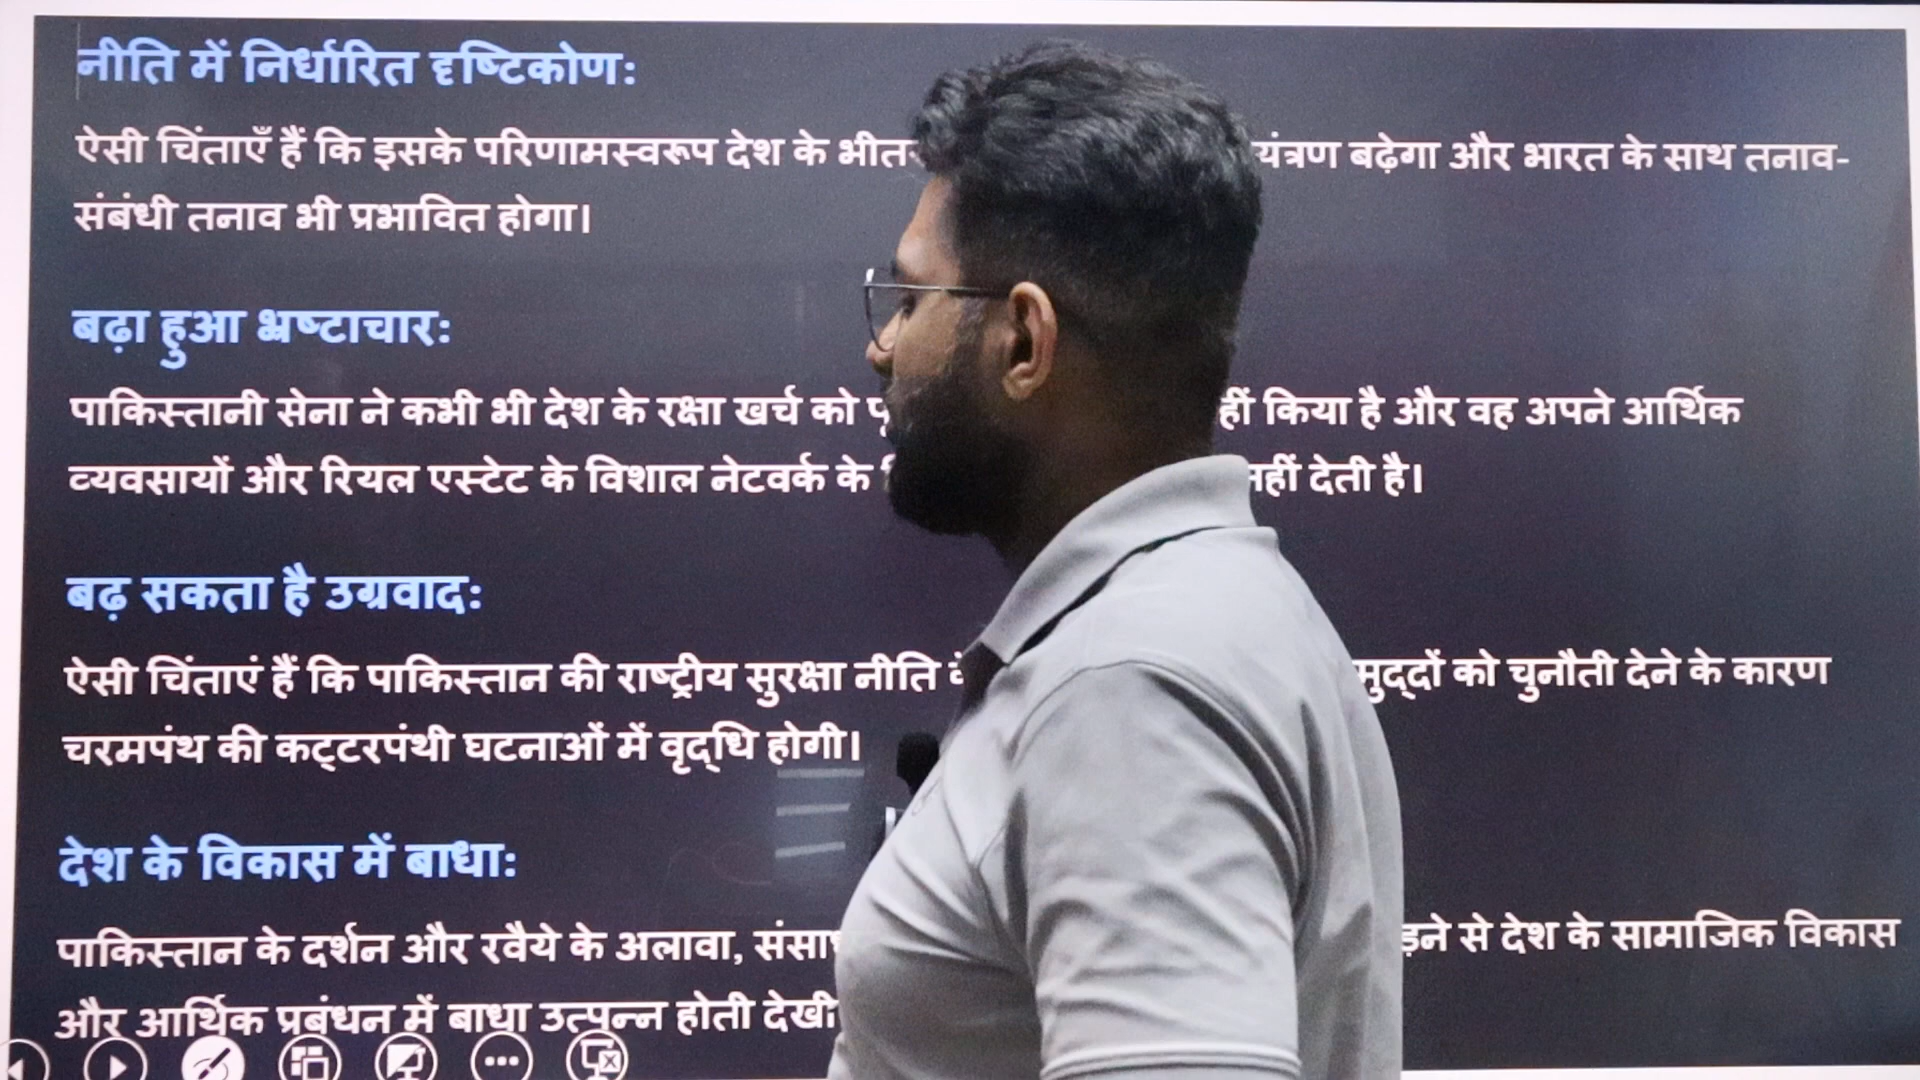 नीति में निर्धारित दृष्टिकोण:
ऐसी चिंताएँ हैं कि इसके परिणामस्वरूप देश के बढ़ेगा और भारत के साथ तनाव-
संबंधी तनाव भी प्रभावित होगा।
बढ़ा हुआ भ्रष्टाचार:
पाकिस्तानी सेना ने कभी भी देश के रक्षा खर्च को किया है और वह अपने आर्थिक
व्यवसायों और रियल एस्टेट के विशाल नेटवर्क के देती है।
बढ़ सकता है उग्रवाद:
ऐसी चिंताएं हैं कि पाकिस्तान की राष्ट्रीय सुरक्षा नीति मुद्दों को चुनौती देने के कारण
चरमपंथ की कट्टरपंथी घटनाओं में वृद्धि होगी।
देश के विकास में बाधा:
पाकिस्तान के दर्शन और रवैये के अलावा, से देश के सामाजिक विकास
और आर्थिक प्रबंधन में बाधा उत्पन्न होती देखी